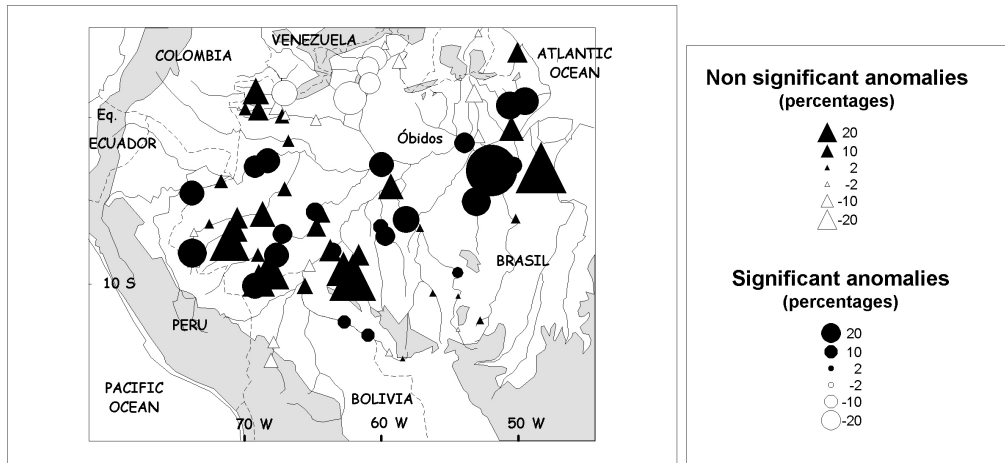 COLOMBIA
VENEZUELA
ATLANTIC
OCEAN
Eq.
ECUADOR
Óbidos
BRASIL
10 S
PERU
PACIFIC
OCEAN
BOLIVIA
70 W
60 W
50 W
Non significant anomalies
(percentages)
20
10
2
-2
-10
-20
Significant anomalies
(percentages)
20
10
2
-2
-10
-20